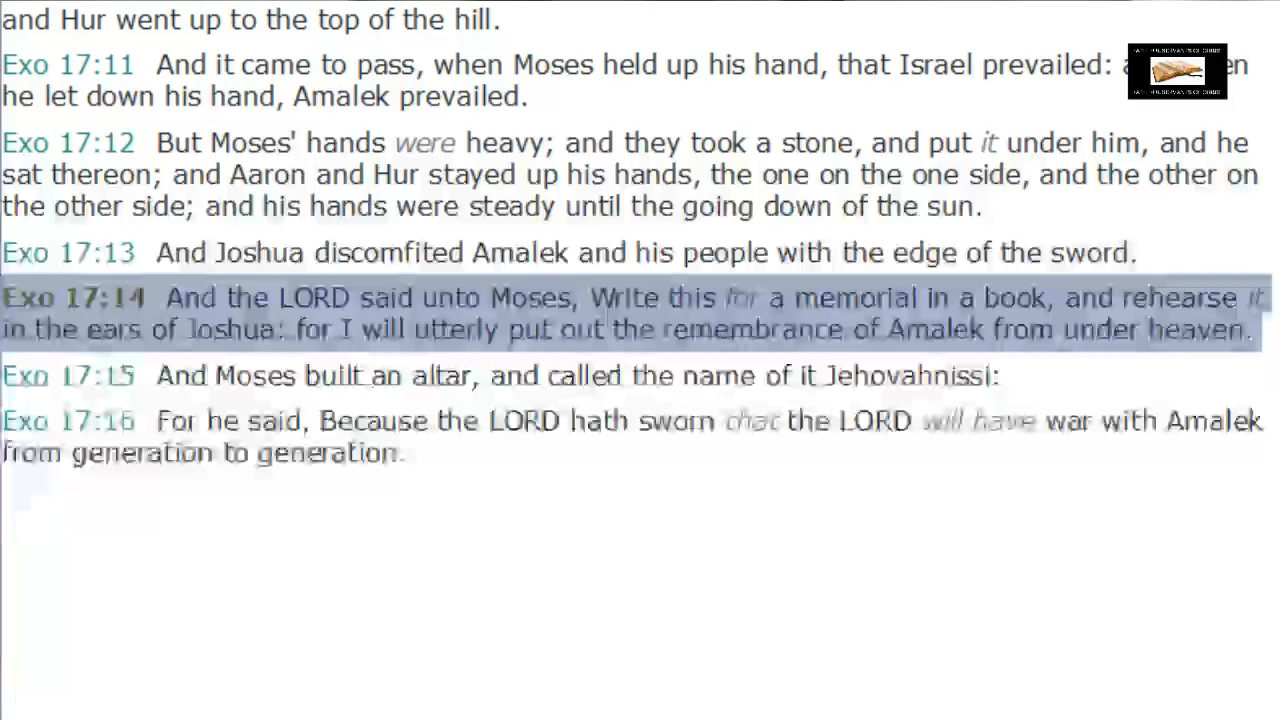 and Hur went up to the top of the hill.
Exo 17:11 And it came to pass, when Moses held up his hand, that Israel prevailed: en
he let down his hand, Amalek prevailed.
Exo 17:12 But Moses' hands were heavy; and they took a stone, and put it under him, and he
sat thereon; and Aaron and Hur stayed up his hands, the one on the one side, and the other on
the other side; and his hands were steady until the going down of the sun.
Exo 17:13 And Joshua discomfited Amalek and his people with the edge of the sword.
Exo 17:14 And the LORD said unto Moses, Write this for a memorial in a book, and rehearse it
in the ears of Joshua: for I will utterly put out the remembrance of Amalek from under heaven.
Exo 17:15 And Moses built an altar, and called the name of it Jehovahnissi:
Exo 17:16 For he said, Because the LORD hath sworn that the LORD will have war with Amalek
from generation to generation.